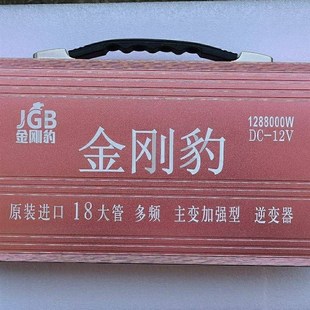 JGB
金刚豹
1288000W
DC-12V
金刚豹
原装进口 18大管 多频 主变加强型 逆变器